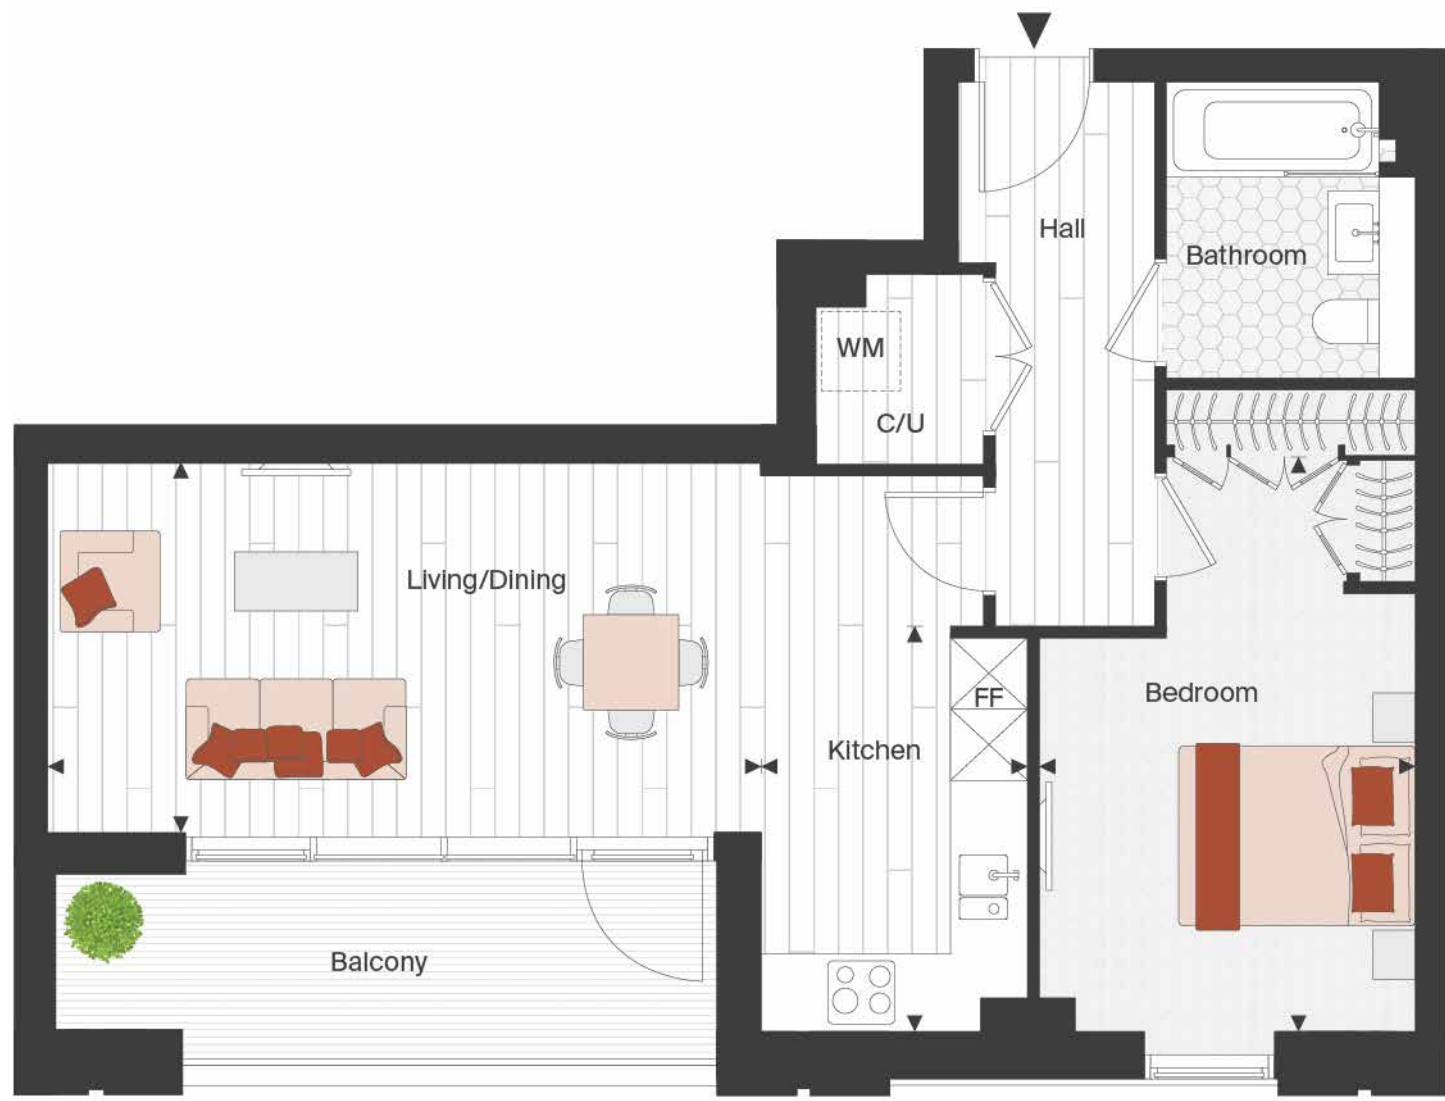 Hall
Bathroom
WM
C/U
Living/Dining
FF
Bedroom
Kitchen
Balcony